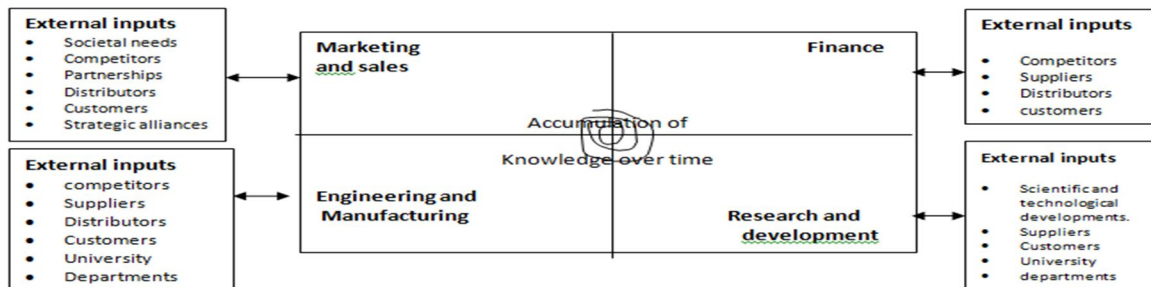 External inputs
• Societal needs
• Competitors
• Partnerships
• Distributors
• Customers
• Strategic alliances
External inputs
• competitors
• Suppliers
• Distributors
• Customers
• University
• Departments
Marketing
and sales
Finance
Accumulation of
Knowledge over time
Engineering and
Manufacturing
Research and
development
External inputs
• Competitors
• Suppliers
• Distributors
• customers
External inputs
• Scientific and
technological
developments.
• Suppliers
• Customers
• University
• departments